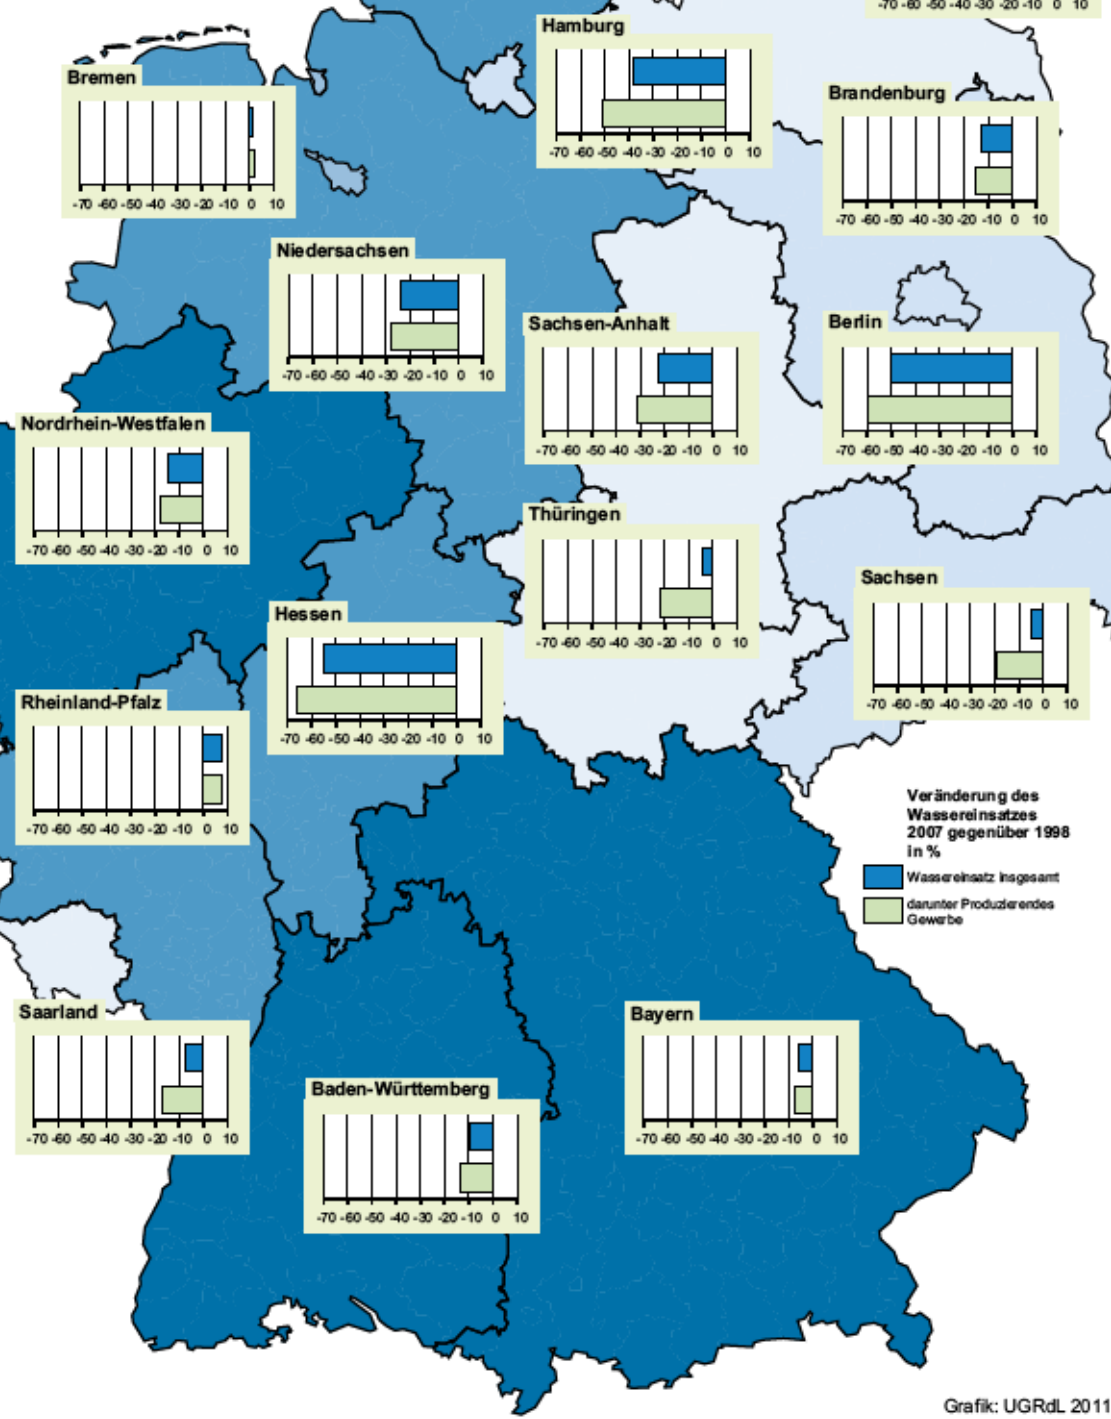 -70 -60 -50 -40 -30 -20 -10 0 10
Hamburg
-70 -60 -50 -40 -30 -20 -10 0 10
Bremen
-70 -60 -50 -40 -30 -20 -10 0 10
Brandenburg
-70 -60 -50 -40 -30 -20 -10 0 10
Niedersachsen
-70 -60 -50 -40 -30 -20 -10 0 10
Sachsen-Anhalt
-70 -60 -50 -40 -30 -20 -10 0 10
Berlin
-70 -60 -50 -40 -30 -20 -10 0 10
Nordrhein-Westfalen
-70 -60 -50 -40 -30 -20 -10 0 10
Thüringen
-70 -60 -50 -40 -30 -20 -10 0 10
Sachsen
-70 -60 -50 -40 -30 -20 -10 0 10
Hessen
-70 -60 -50 -40 -30 -20 -10 0 10
Rheinland-Pfalz
-70 -60 -50 -40 -30 -20 -10 0 10
Veränderung des
Wassereinsatzes
2007 gegenüber 1998
in %
Wassereinsatz insgesamt
darunter Produzierendes
Gewerbe
Saarland
-70 -60 -50 -40 -30 -20 -10 0 10
Bayern
-70 -60 -50 -40 -30 -20 -10 0 10
Baden-Württemberg
-70 -60 -50 -40 -30 -20 -10 0 10
Grafik: UGRdL 2011